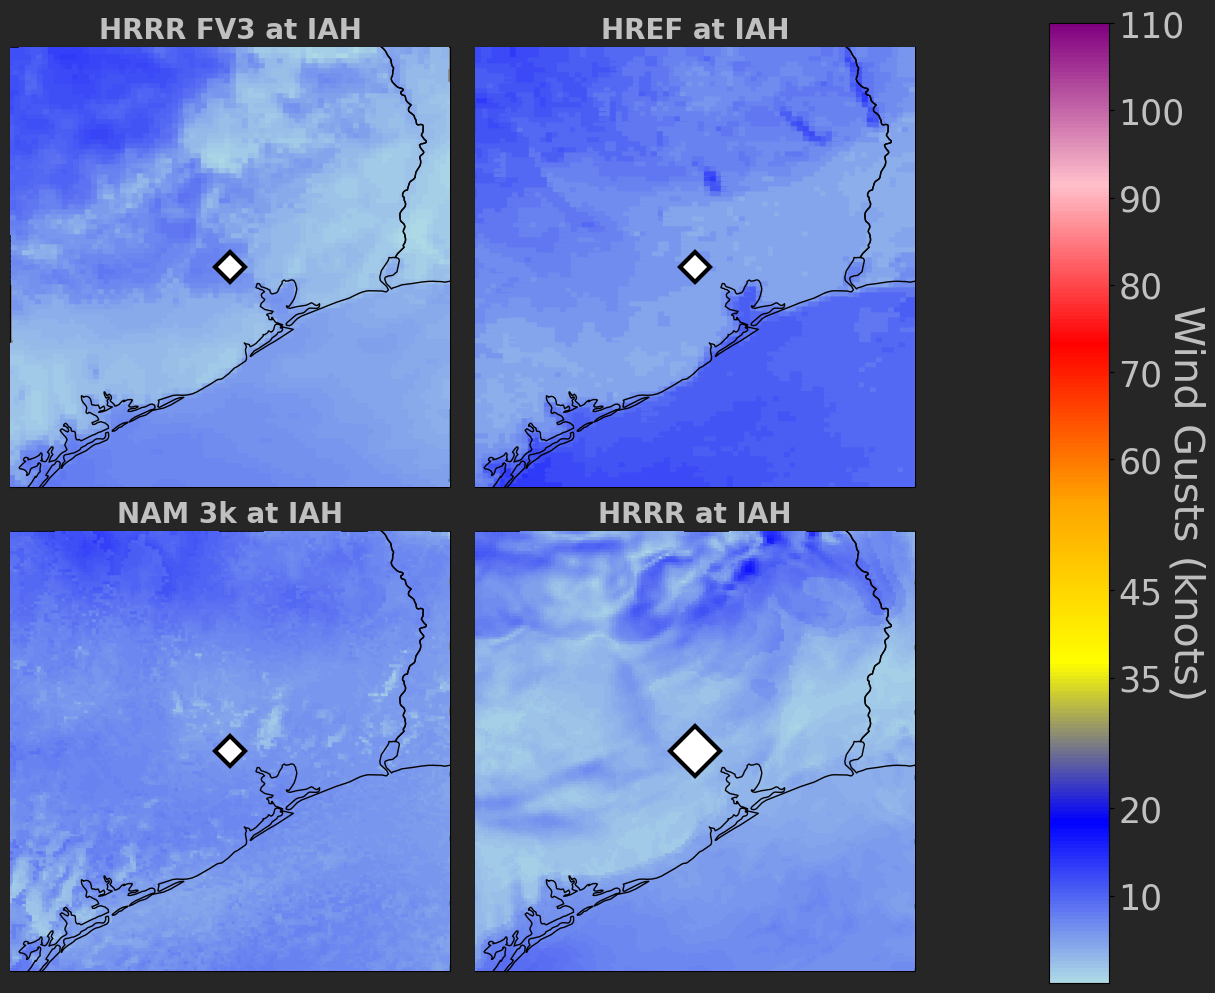 HRRR FV3 at IAH
HREF at IAH
NAM 3k at IAH
HRRR at IAH
110
100
90
80
70
60
45
35
20
10
Wind Gusts (knots)